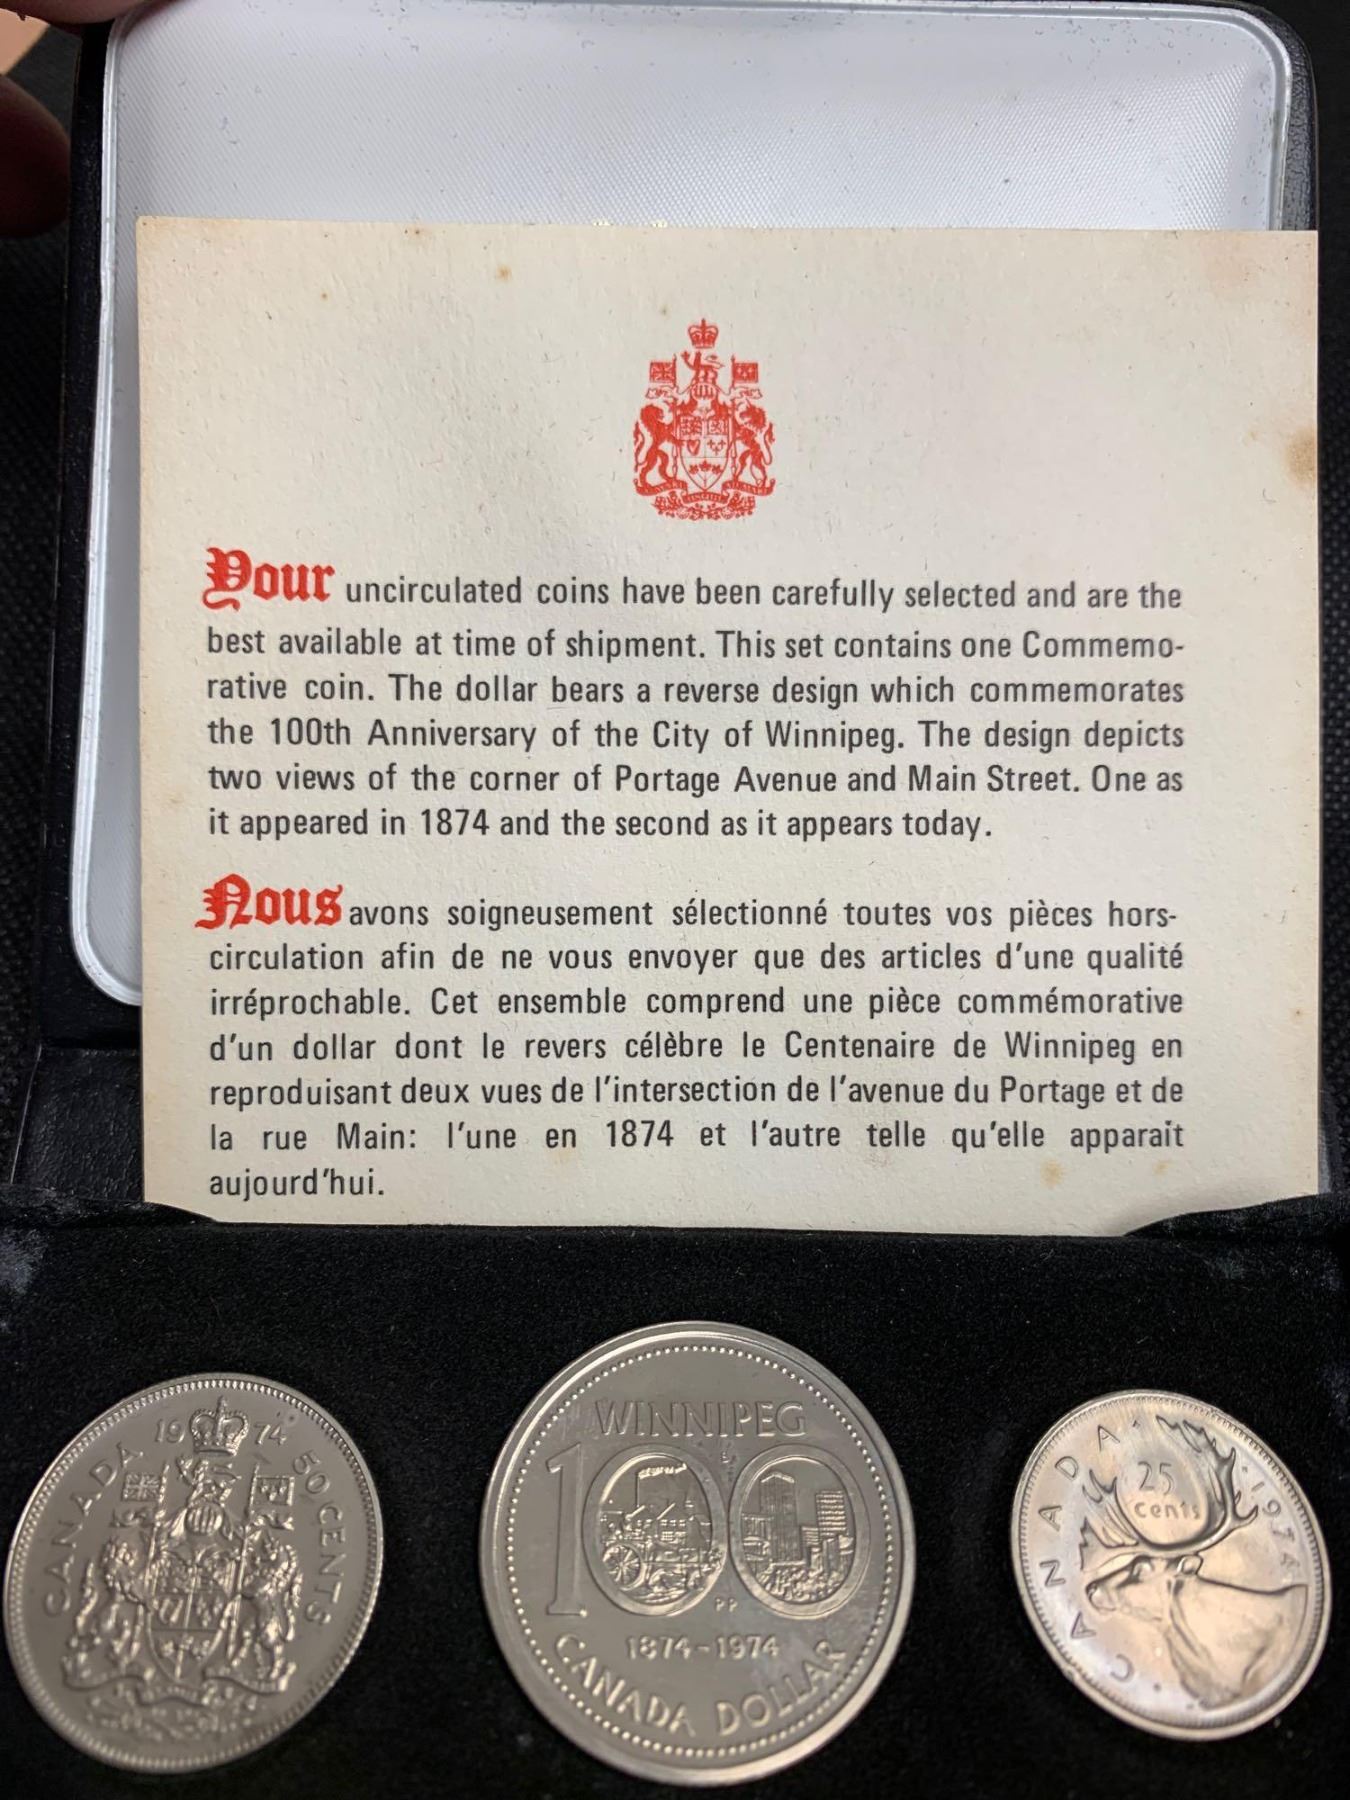 Your uncirculated coins have been carefully selected and are the
best available at time of shipment. This set contains one Commemo-
rative coin. The dollar bears a reverse design which commemorates
the 100th Anniversary of the City of Winnipeg. The design depicts
two views of the corner of Portage Avenue and Main Street. One as
it appeared in 1874 and the second as it appears today.
Nous avons soigneusement sélectionné toutes vos pièces hors-
circulation afin de ne vous envoyer que des articles d'une qualité
irréprochable. Cet ensemble comprend une pièce commémorative
d'un dollar dont le revers célèbre le Centenaire de Winnipeg en
reproduisant deux vues de l'intersection de l'avenue du Portage et de
la rue Main: l'une en 1874 et l'autre telle qu'elle apparait
aujourd'hui.
CANADA 1974 50 CENTS
WINNIPEG
100
PP
1874-1974
CANADA DOLLAR
CANADA 1974
25
cents